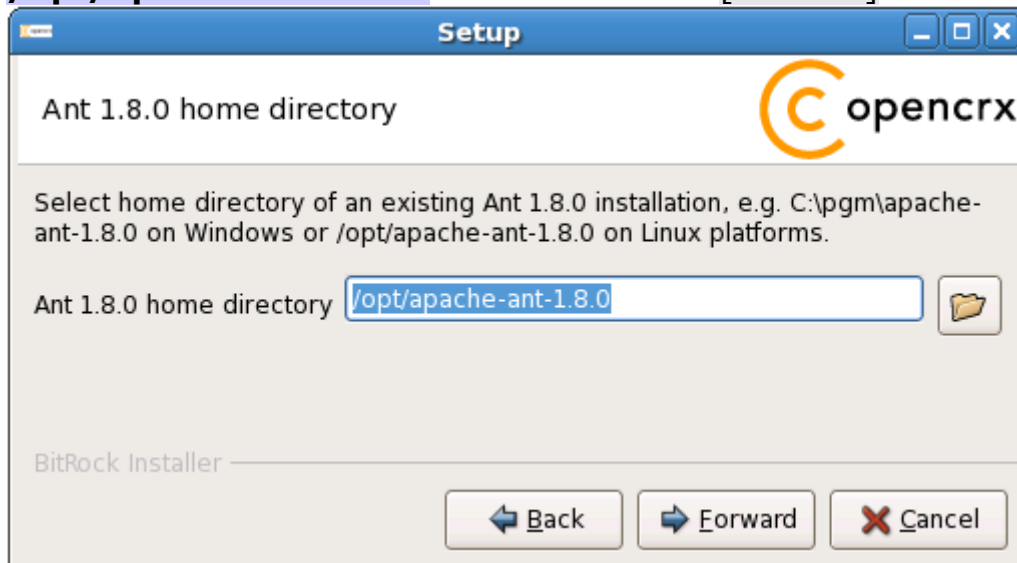 Setup
Ant 1.8.0 home directory
opencrx
Select home directory of an existing Ant 1.8.0 installation, e.g. C:\pgm\apache-
ant-1.8.0 on Windows or /opt/apache-ant-1.8.0 on Linux platforms.
Ant 1.8.0 home directory /opt/apache-ant-1.8.0
BitRock Installer
Back Forward Cancel